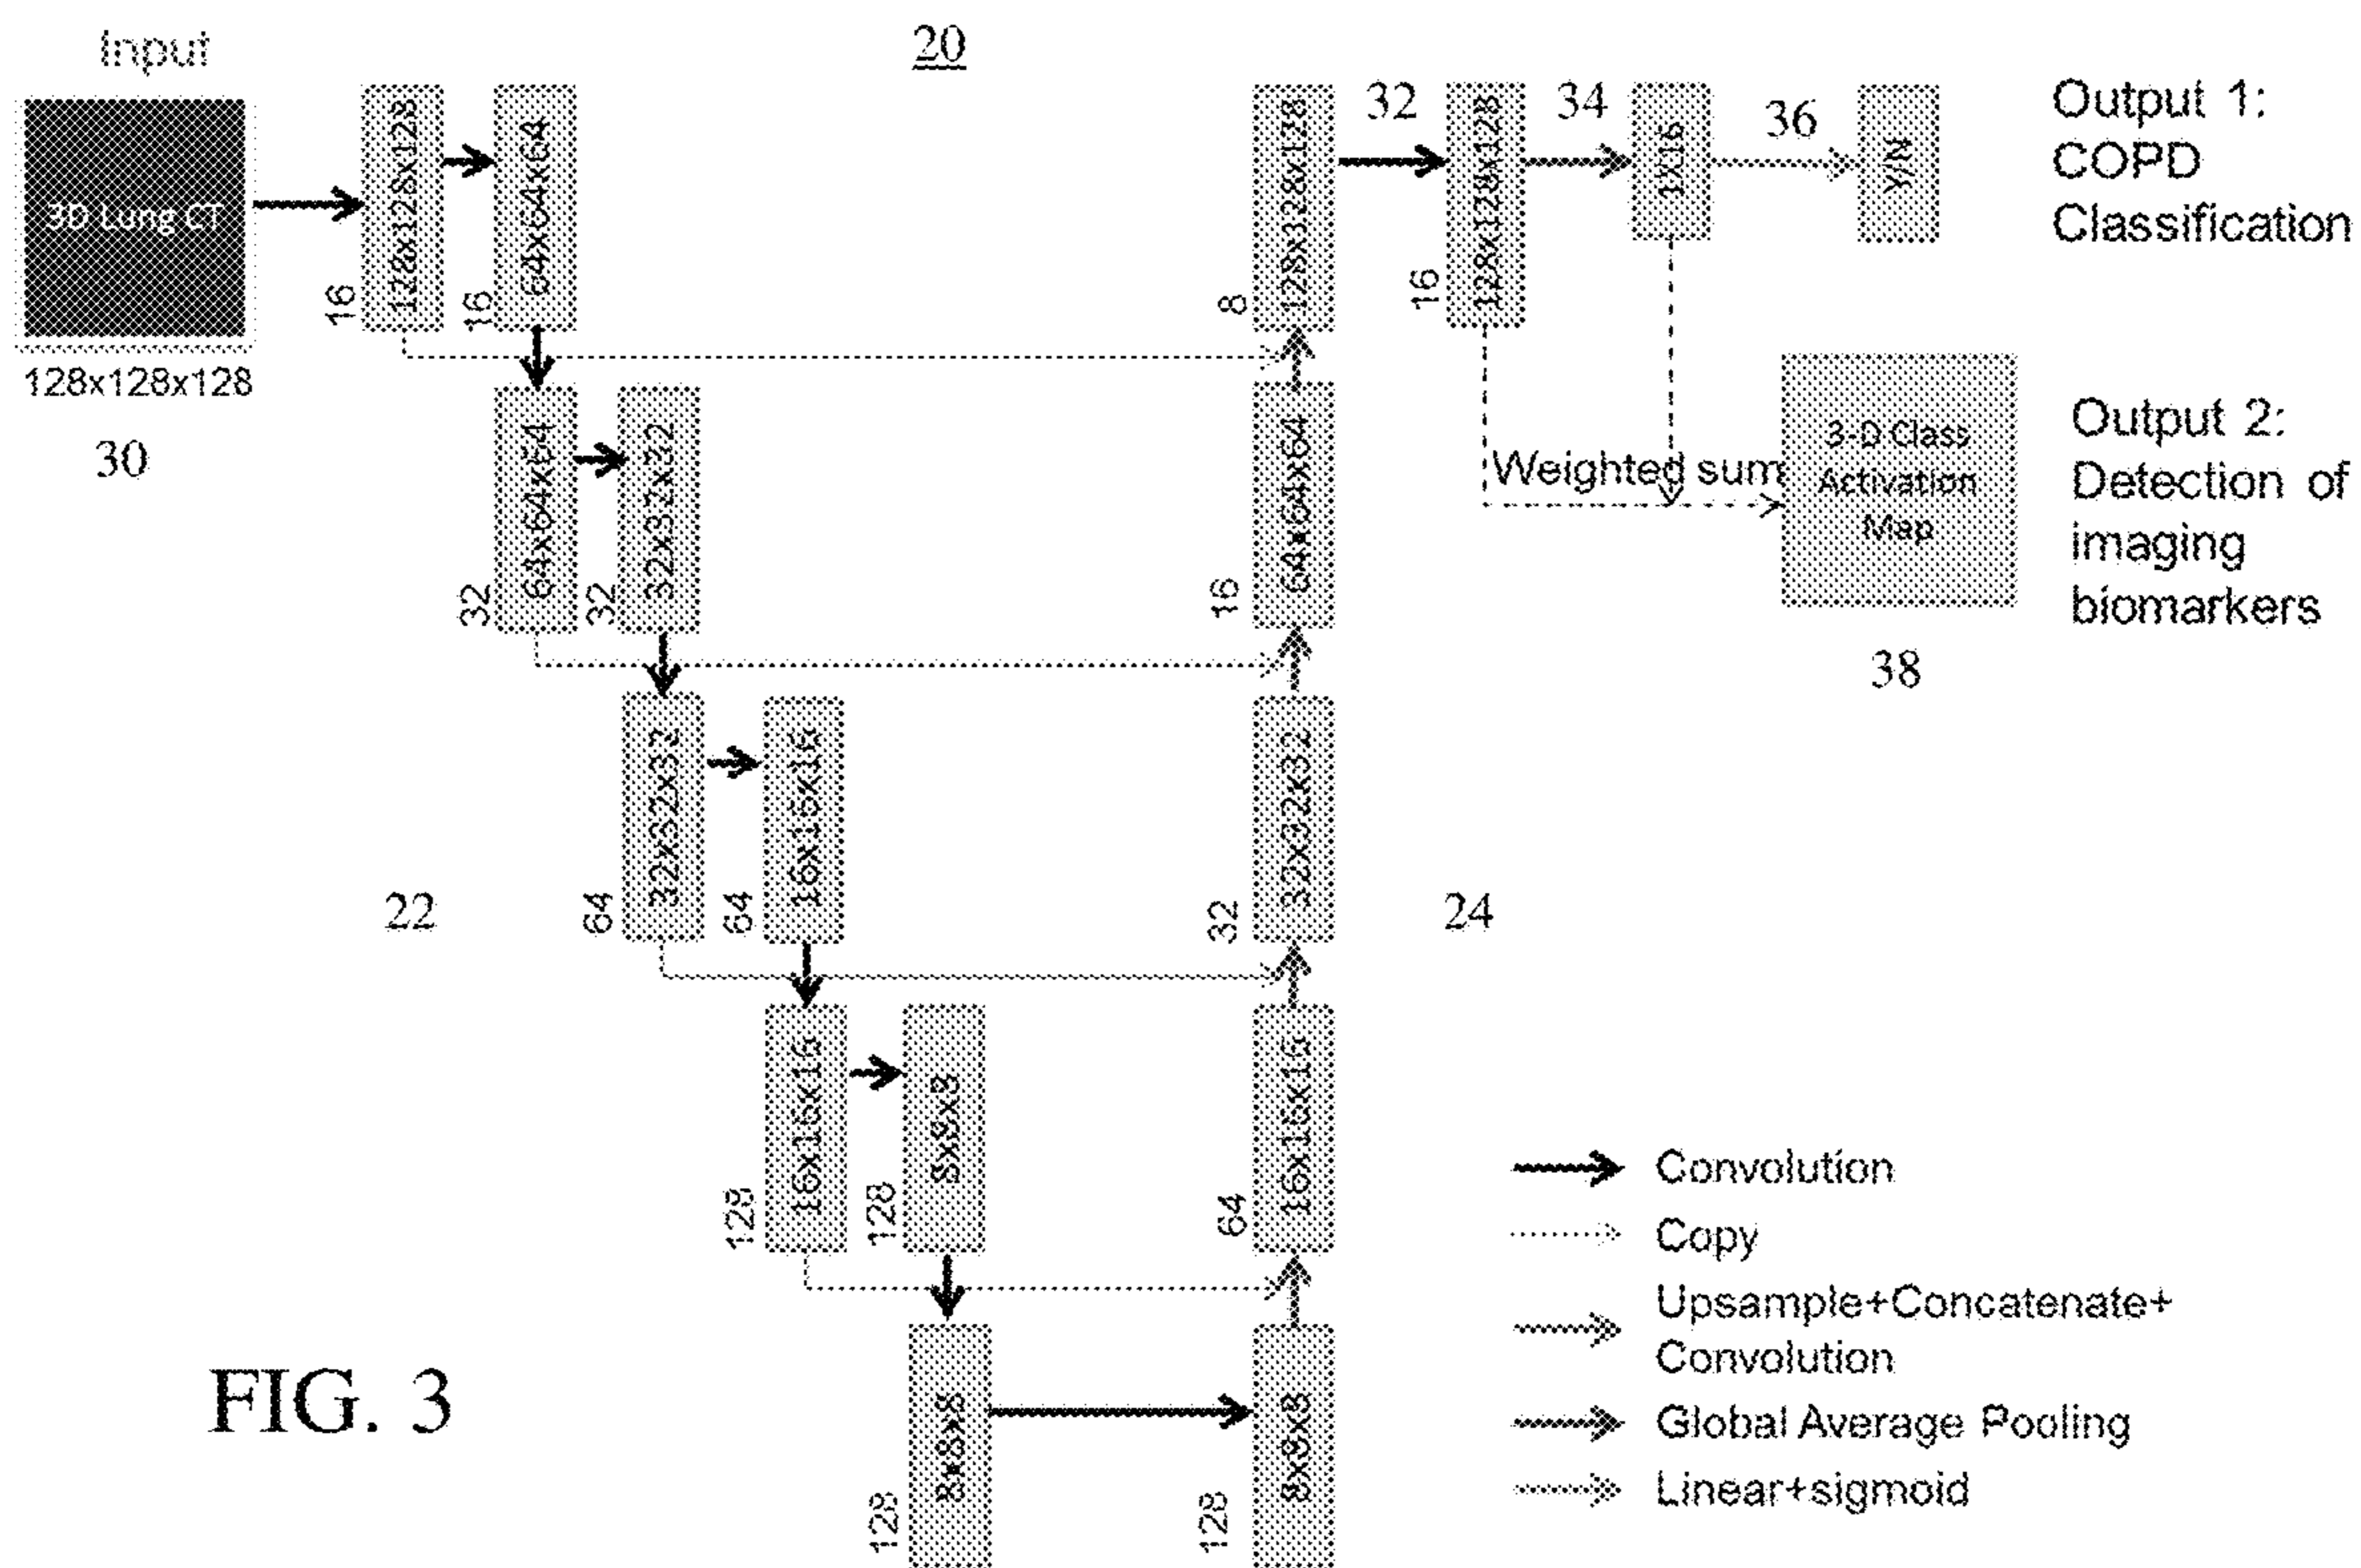 Input
20
3D Lung CT
128x128x128
30
16
128x128x128
16
64x64x64
32
64x64x64
32
32x32x32
64
32x32x32
64
16x16x16
128
16x16x16
128
8x8x8
128
8x8x8
128
8x8x8
64
16x16x16
32
32x32x32
16
64x64x64
8
128x128x128
32
16
128x128x128
34
1X16
36
Y/N
Output 1:
COPD
Classification
Weighted sum
3-D Class
Activation
Map
38
Output 2:
Detection of
imaging
biomarkers
22
24
Convolution
Copy
Upsample+Concatenate+
Convolution
Global Average Pooling
Linear+sigmoid
FIG. 3